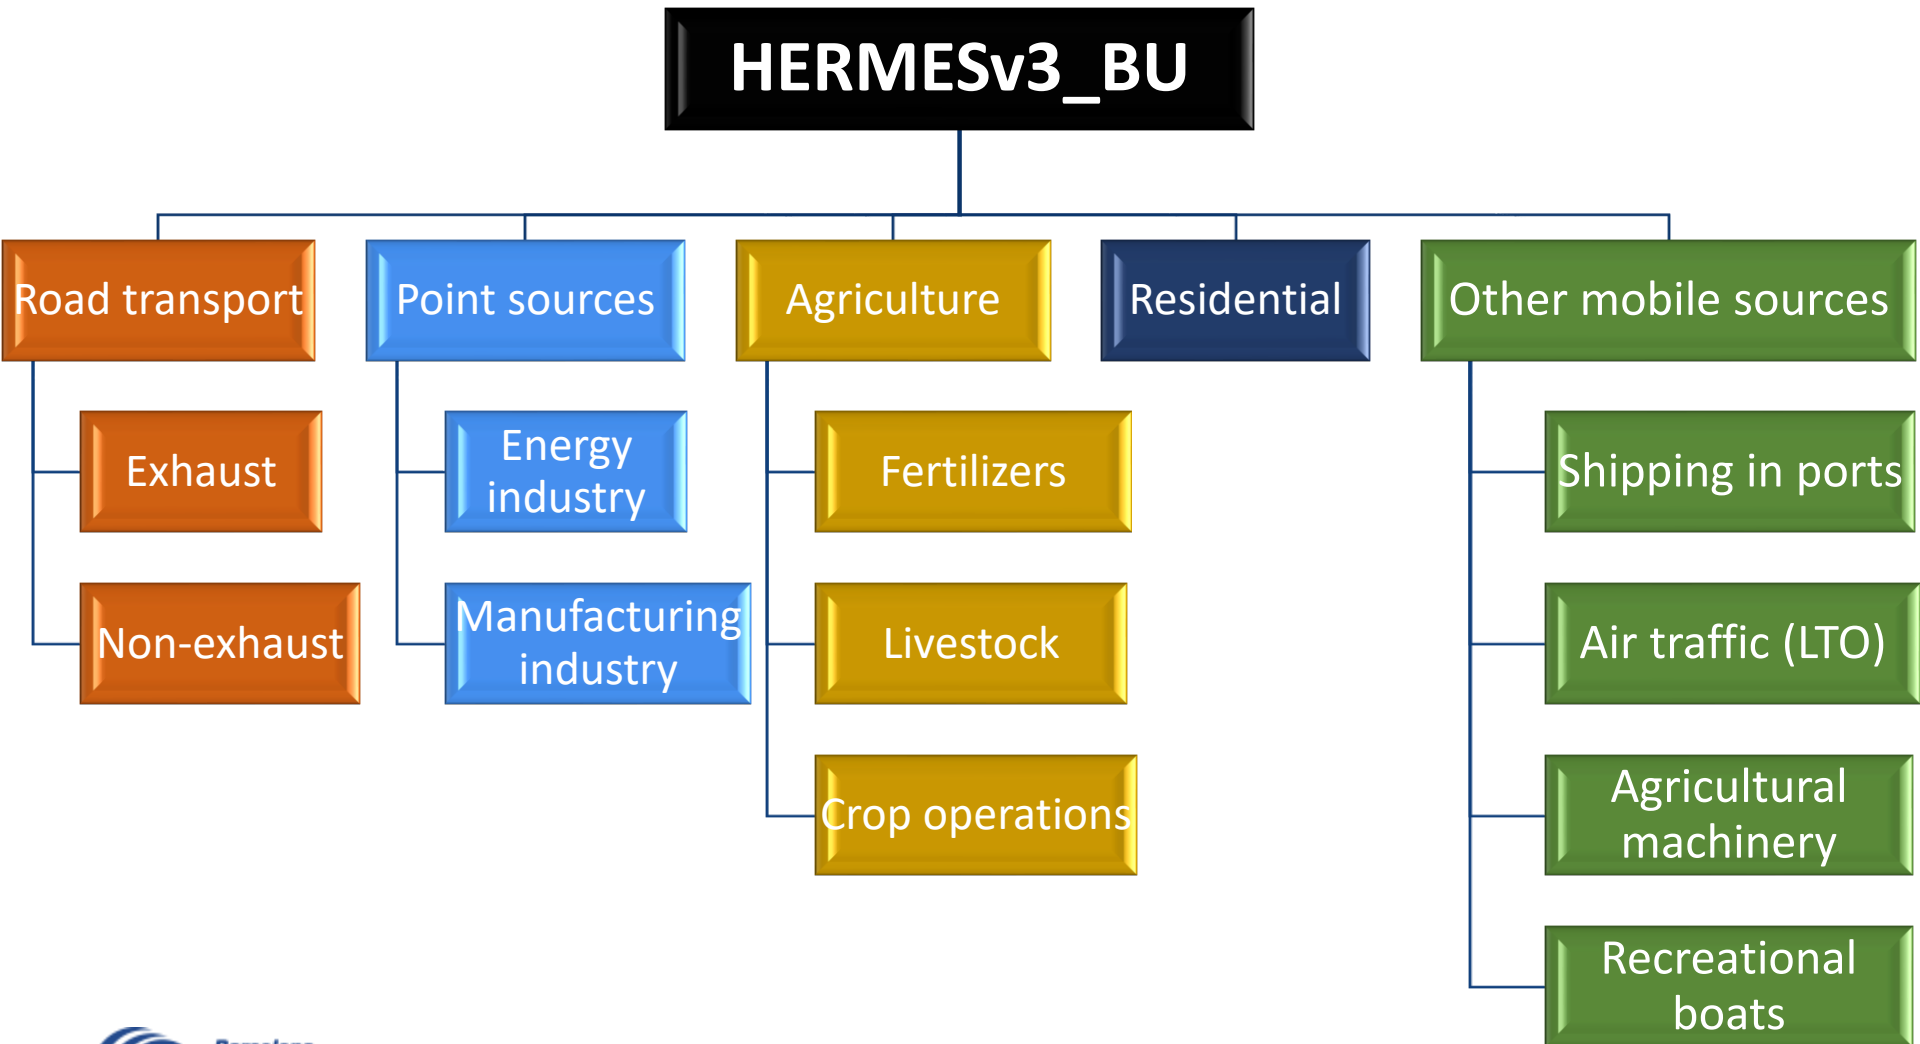 HERMESv3_BU
Road transport
Point sources
Agriculture
Residential
Other mobile sources
Exhaust
Energy
industry
Fertilizers
Shipping in ports
Non-exhaust
Manufacturing
industry
Livestock
Air traffic (LTO)
Crop operations
Agricultural
machinery
Recreational
boats